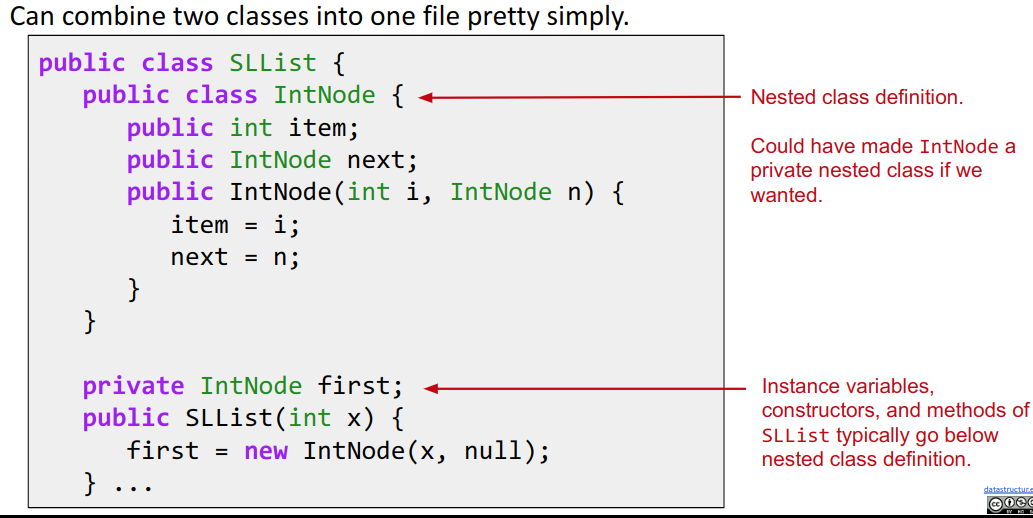 Can combine two classes into one file pretty simply.
public class SLList {
public class IntNode {
public int item;
public IntNode next;
public IntNode(int i, IntNode n) {
item = i;
next = n;
}
}
private IntNode first;
public SLList(int x) {
first = new IntNode(x, null);
} ...
Nested class definition.
Could have made IntNode a
private nested class if we
wanted.
Instance variables,
constructors, and methods of
SLList typically go below
nested class definition.
datastructur.e